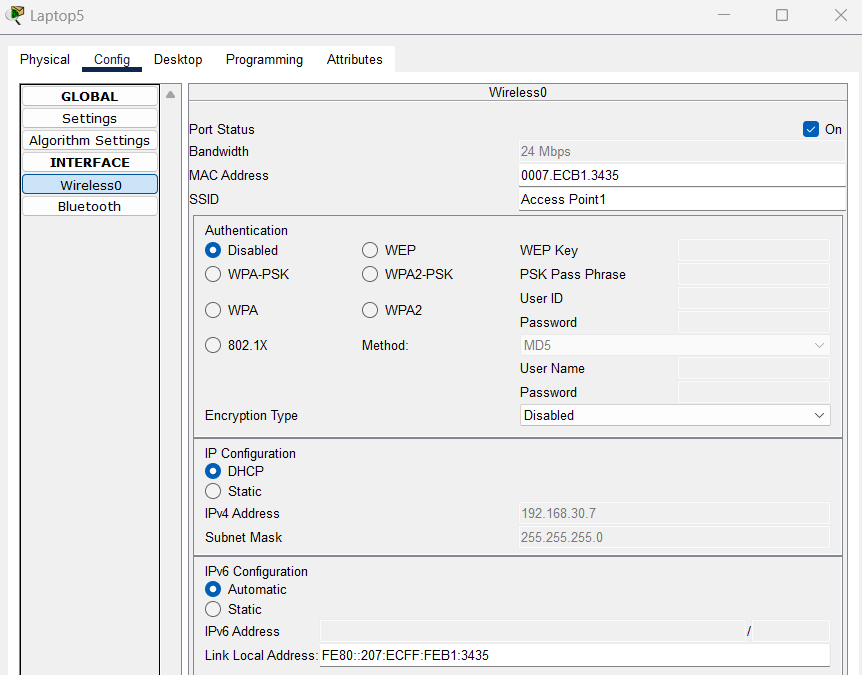 Laptop5
Physical Config Desktop Programming Attributes
GLOBAL
Settings
Algorithm Settings
INTERFACE
Wireless0
Bluetooth
Wireless0
Port Status On
Bandwidth 24 Mbps
MAC Address 0007.ECB1.3435
SSID Access Point1
Authentication
Disabled WEP WEP Key
WPA-PSK WPA2-PSK PSK Pass Phrase
User ID
WPA WPA2
Password
802.1X Method: MD5
User Name
Password
Encryption Type Disabled
IP Configuration
DHCP
Static
IPv4 Address 192.168.30.7
Subnet Mask 255.255.255.0
IPv6 Configuration
Automatic
Static
IPv6 Address /
Link Local Address: FE80::207:ECFF:FEB1:3435